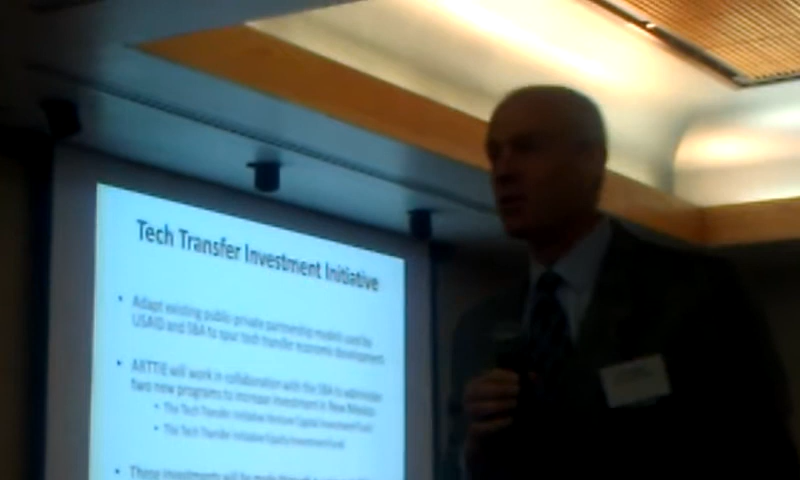 Tech Transfer Investment Initiative
• Adapt existing public private partnership models used by
USAID and SBA to spur tech transfer economic development
• will work in collaboration with the SBA to administer
two new programs to increase investment in New Mexico
• The Tech Transfer Initiative Venture Capital Investment Fund
• The Tech Transfer Initiative Equity Investment Fund
• These investments will be made through